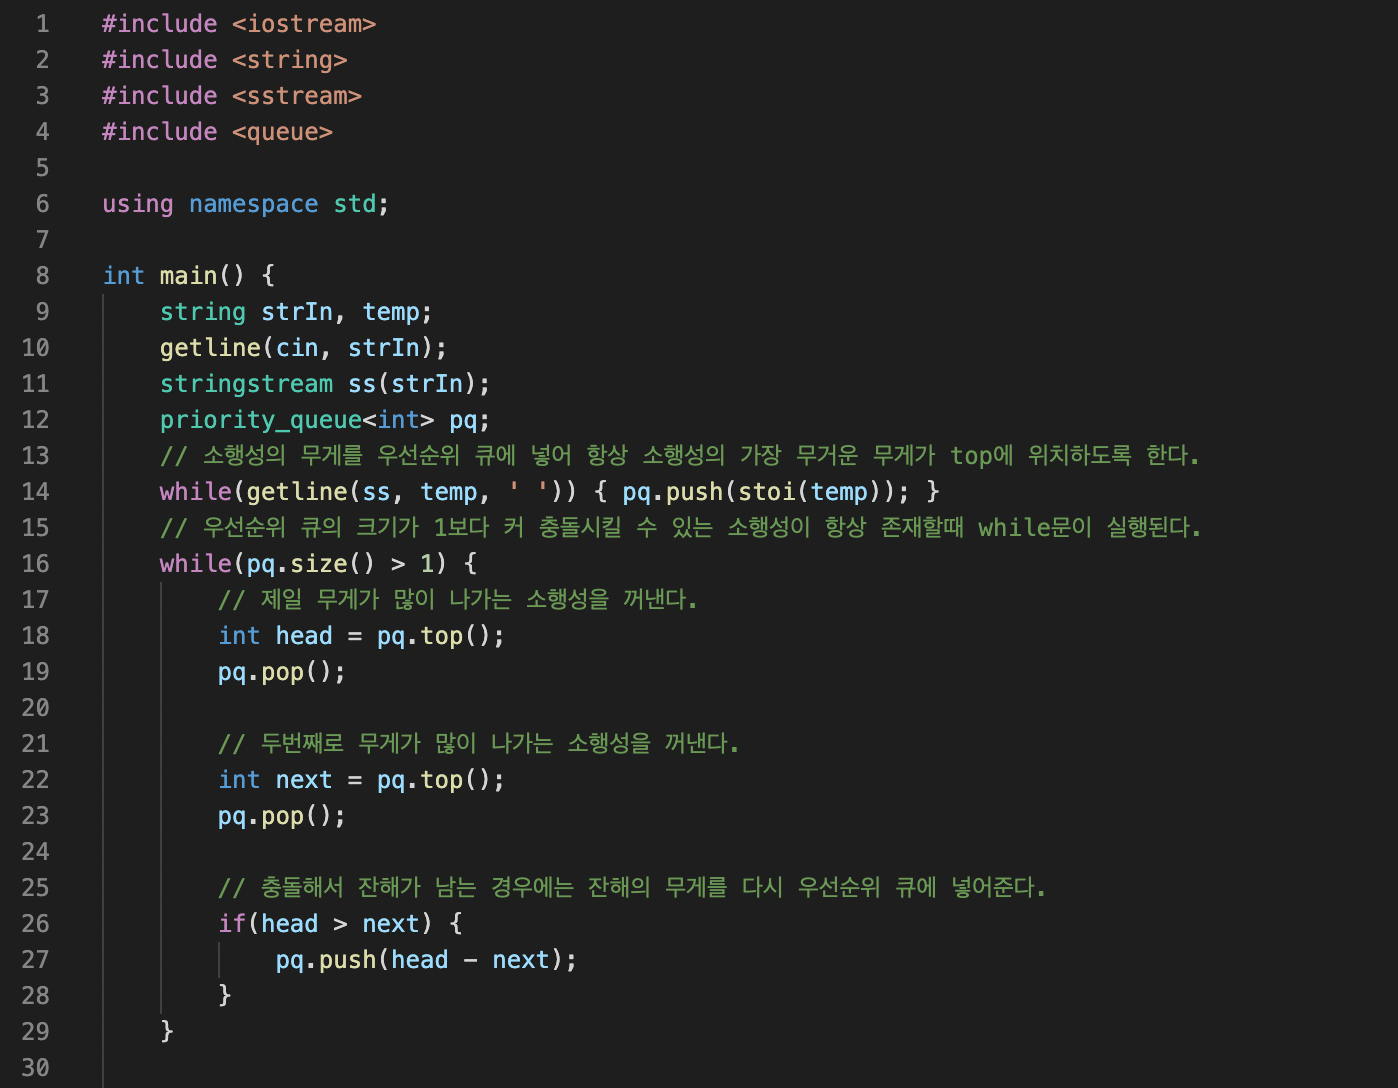 1 #include <iostream>
2 #include <string>
3 #include <sstream>
4 #include <queue>
5
6 using namespace std;
7
8 int main() {
9     string strIn, temp;
10     getline(cin, strIn);
11     stringstream ss(strIn);
12     priority_queue<int> pq;
13     // 소행성의 무게를 우선순위 큐에 넣어 항상 소행성의 가장 무거운 무게가 top에 위치하도록 한다.
14     while(getline(ss, temp, ' ')) { pq.push(stoi(temp)); }
15     // 우선순위 큐의 크기가 1보다 커 충돌시킬 수 있는 소행성이 항상 존재할때 while문이 실행된다.
16     while(pq.size() > 1) {
17         // 제일 무게가 많이 나가는 소행성을 꺼낸다.
18         int head = pq.top();
19         pq.pop();
20
21         // 두번째로 무게가 많이 나가는 소행성을 꺼낸다.
22         int next = pq.top();
23         pq.pop();
24
25         // 충돌해서 잔해가 남는 경우에는 잔해의 무게를 다시 우선순위 큐에 넣어준다.
26         if(head > next) {
27             pq.push(head - next);
28         }
29     }
30